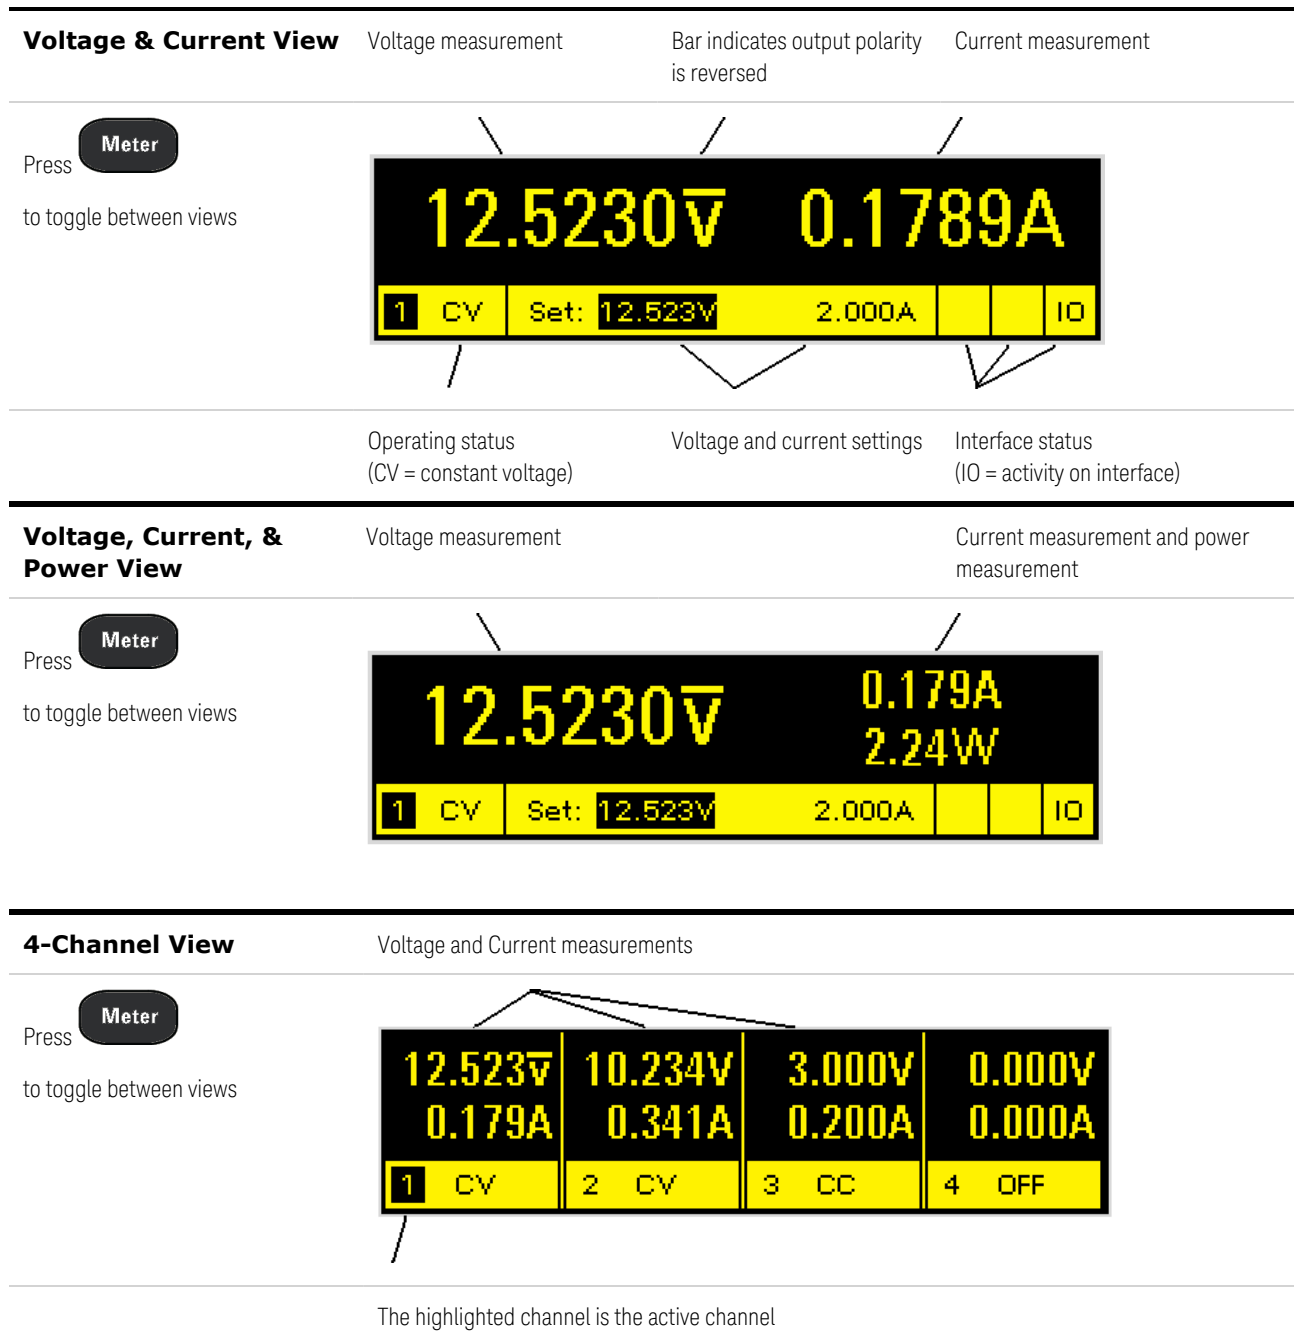 Voltage & Current View
Voltage measurement
Bar indicates output polarity
is reversed
Current measurement
Press Meter
to toggle between views
12.5230V̅ 0.1789A
1 CV Set: 12.523V 2.000A IO
Operating status
(CV = constant voltage)
Voltage and current settings
Interface status
(IO = activity on interface)
Voltage, Current, &
Power View
Voltage measurement
Current measurement and power
measurement
Press Meter
to toggle between views
12.5230V̅
0.179A
2.24W
1 CV Set: 12.523V 2.000A IO
4-Channel View
Voltage and Current measurements
Press Meter
to toggle between views
12.523V̅ 10.234V 3.000V 0.000V
0.179A 0.341A 0.200A 0.000A
1 CV 2 CV 3 CC 4 OFF
The highlighted channel is the active channel